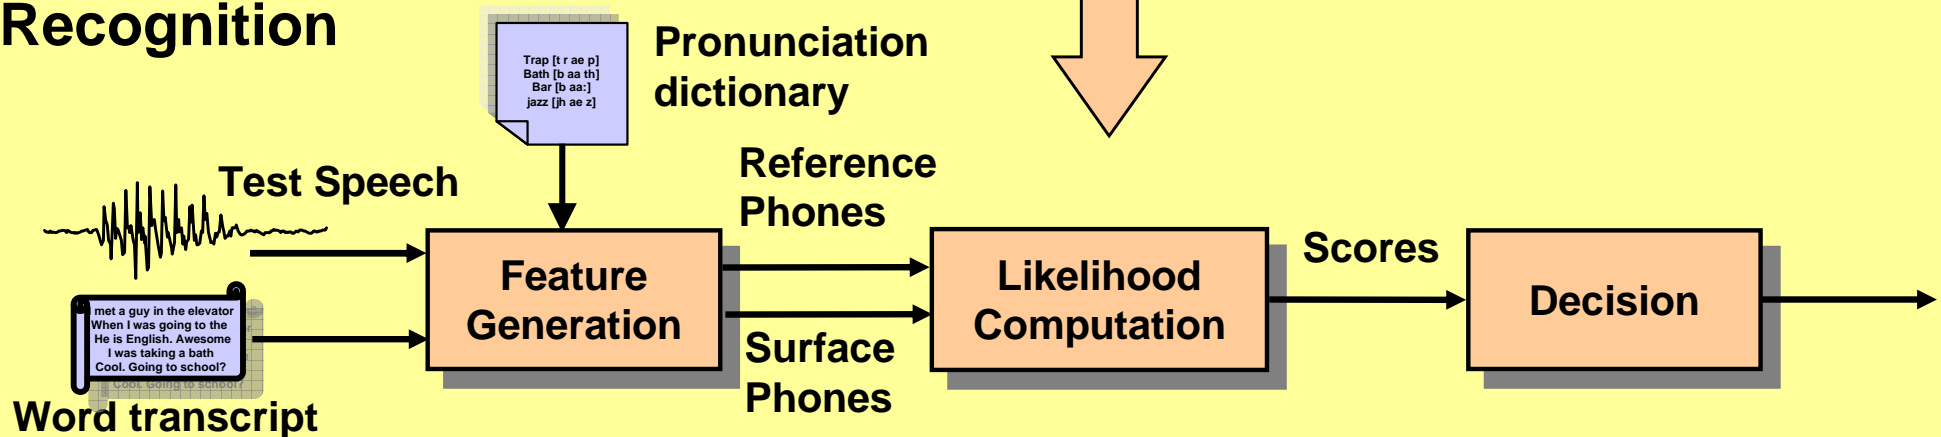 Recognition
Trap [t r ae p]
Bath [b aa th]
Bar [b aa:]
jazz [jh ae z]
Pronunciation
dictionary
Test Speech
Reference
Phones
Feature
Generation
Likelihood
Computation
Scores
Decision
Surface
Phones
met a guy in the elevator
When I was going to the
He is English. Awesome
I was taking a bath
Cool. Going to school?
Cool. Going to school?
Word transcript